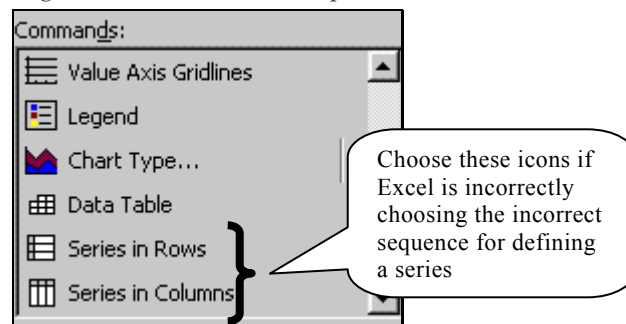 Commands:
Value Axis Gridlines
Legend
Chart Type...
Data Table
Series in Rows
Series in Columns
Choose these icons if
Excel is incorrectly
choosing the incorrect
sequence for defining
a series